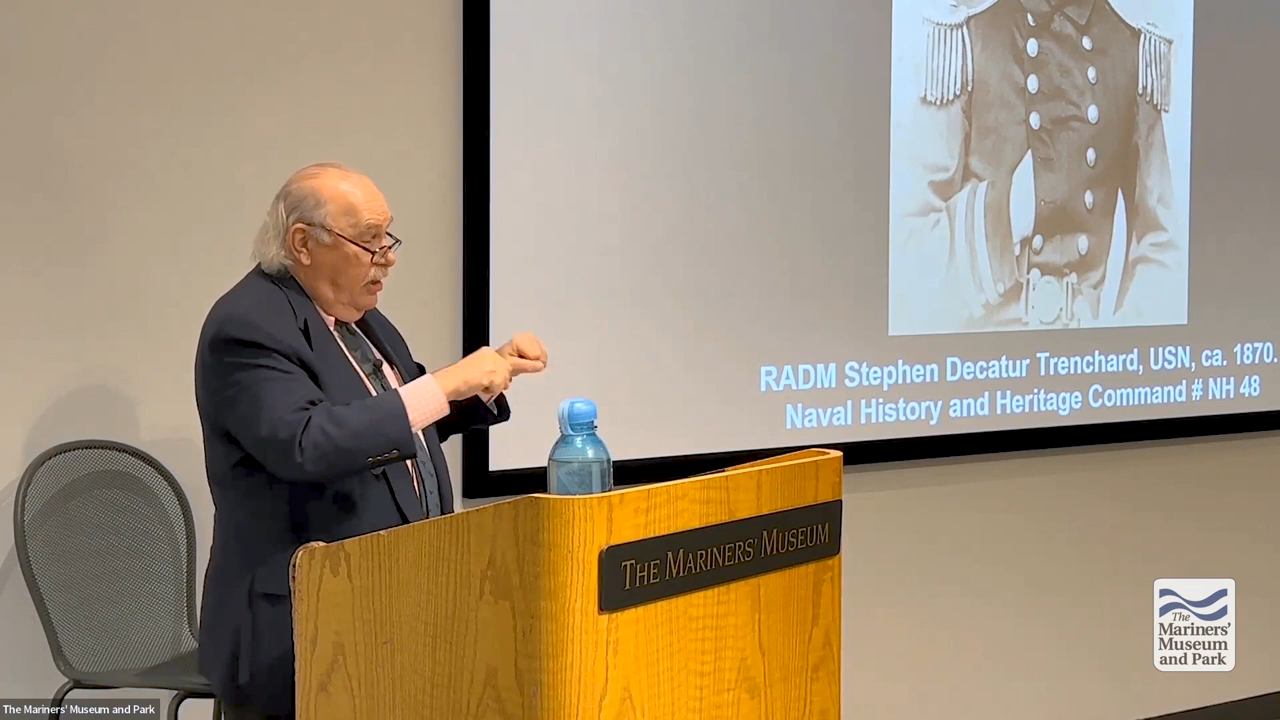 RADM Stephen Decatur Trenchard, USN, ca. 1870.
Naval History and Heritage Command # NH 48
THE MARINERS' MUSEUM
The
Mariners'
Museum
and Park
The Mariners' Museum and Park